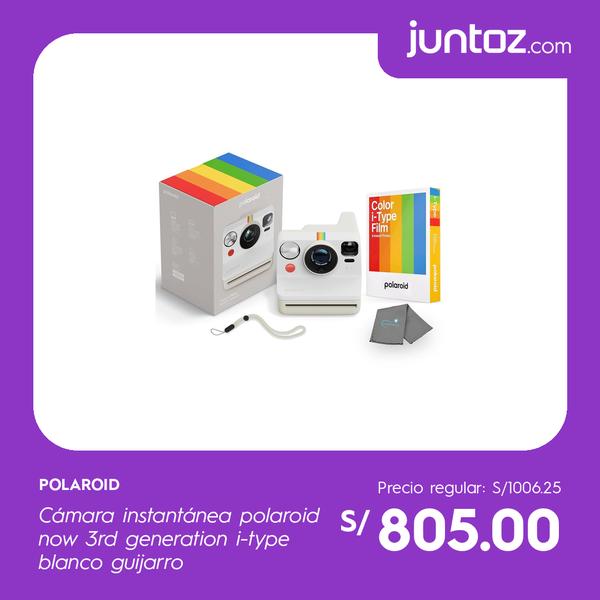 juntoz.com
Color
i-Type
Film
polaroid
POLAROID
Precio regular: S/1006.25
Cámara instantánea polaroid
now 3rd generation i-type
blanco guijarro
S/ 805.00